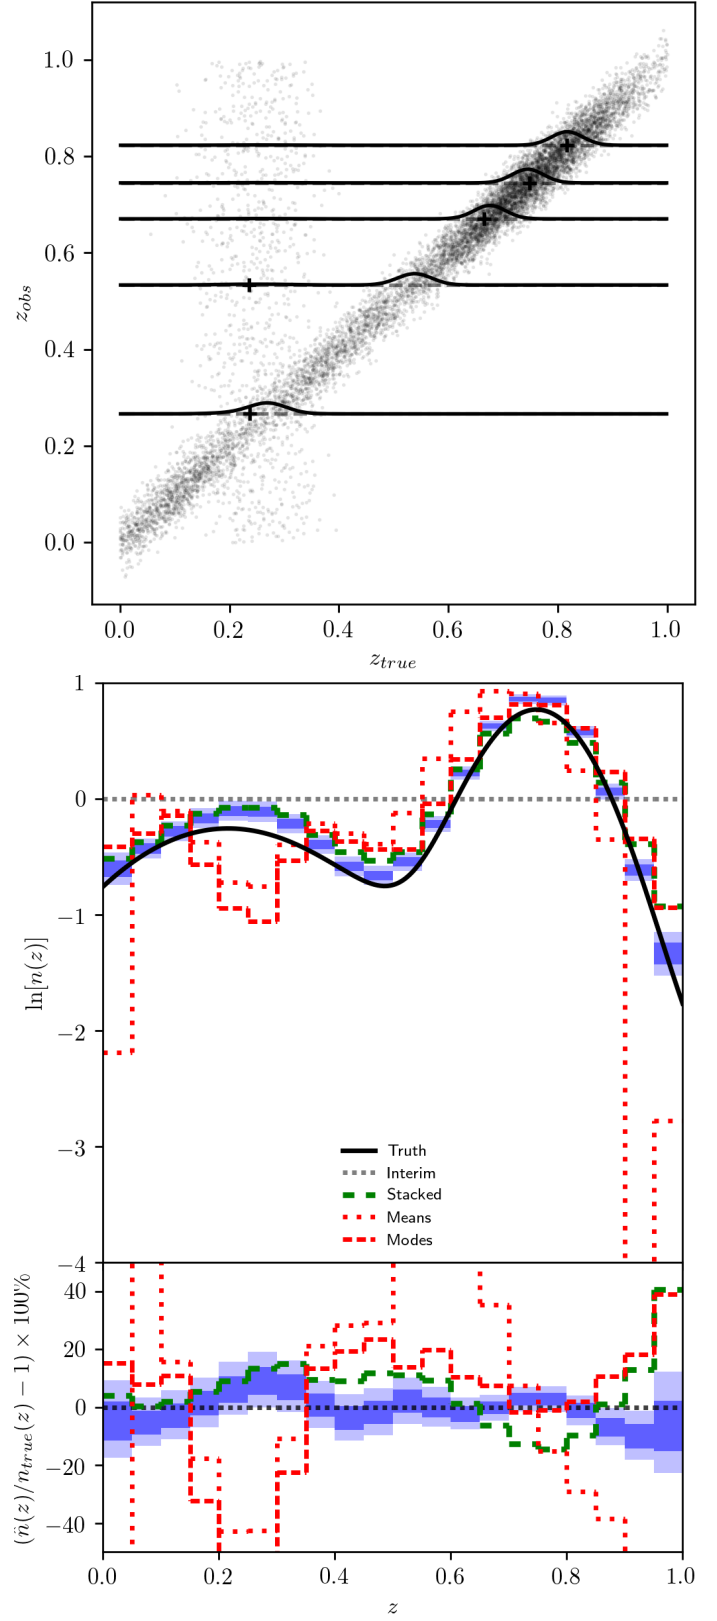 1.0
0.8
0.6
0.4
0.2
0.0
z_obs
0.0 0.2 0.4 0.6 0.8 1.0
z_true
1
0
−1
−2
−3
−4
ln[n(z)]
Truth
Interim
Stacked
Means
Modes
40
20
0
−20
−40
(n̂(z)/n_true(z) − 1) × 100%
0.0 0.2 0.4 0.6 0.8 1.0
z